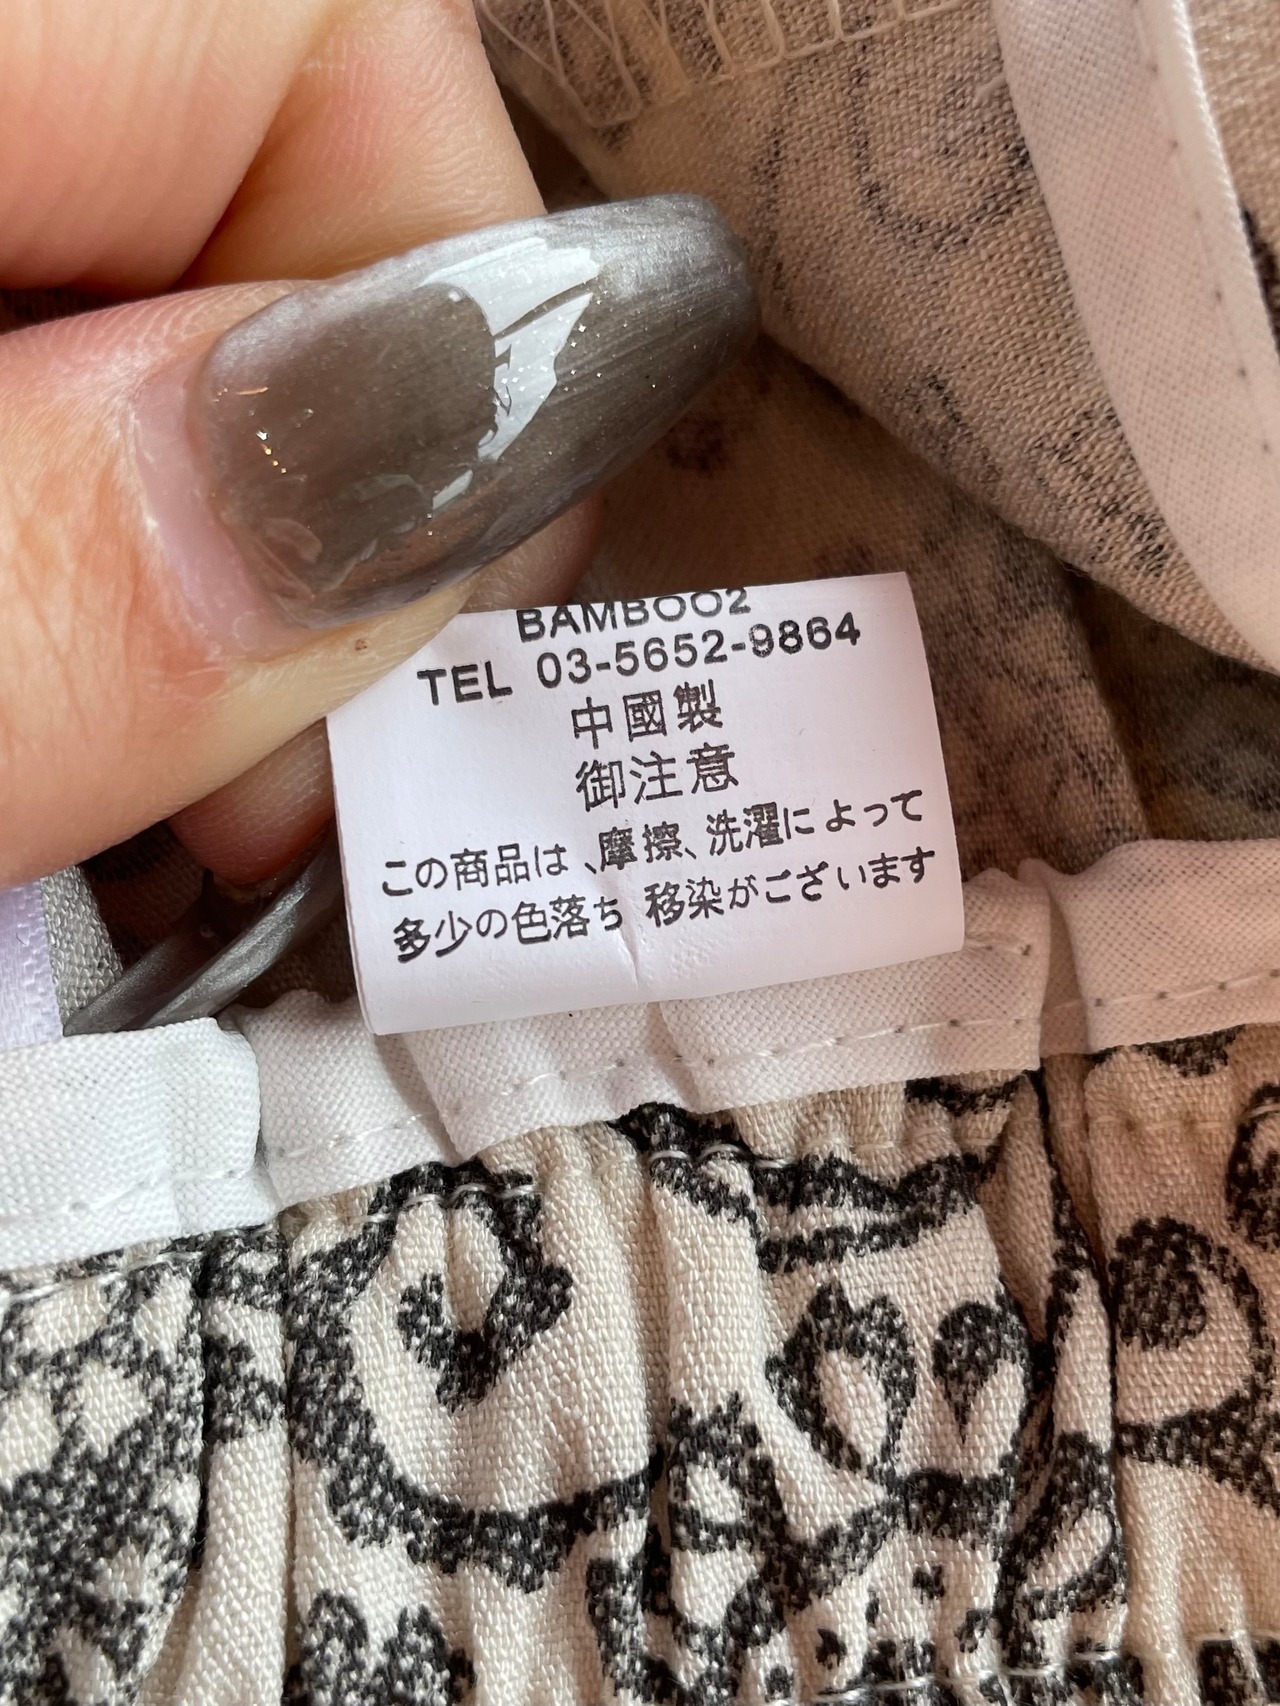 BAMBOO2
TEL 03-5652-9864
中國製
御注意
この商品は、摩擦、洗濯によって
多少の色落ち 移染がございます